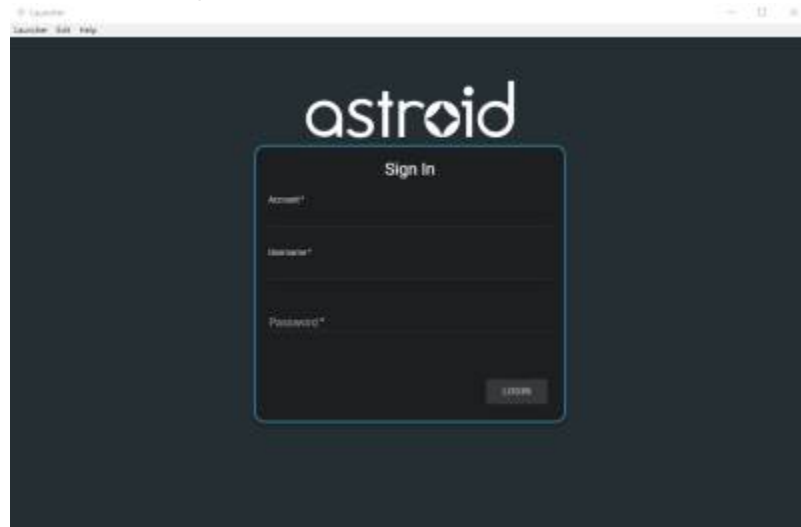 Launcher
Launcher Edit Help
astroid
Sign In
Account*
Username*
Password*
LOGIN